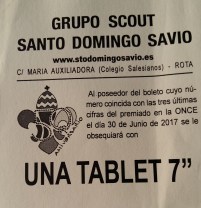 GRUPO SCOUT
SANTO DOMINGO SAVIO
www.stodomingosavio.es
C/ MARIA AUXILIADORA (Colegio Salesianos) - ROTA
Al poseedor del boleto cuyo nú-
mero coincida con las tres últimas
cifras del premiado en la ONCE
el día 30 Junio de 2017 se le
obsequiará con
ANIVERSARIO
UNA TABLET 7”